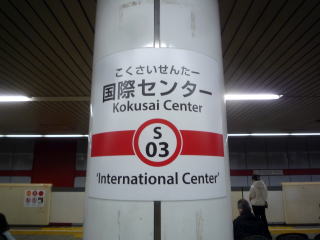 こくさいせんたー
国際センター
Kokusai Center
S
03
'International Center'